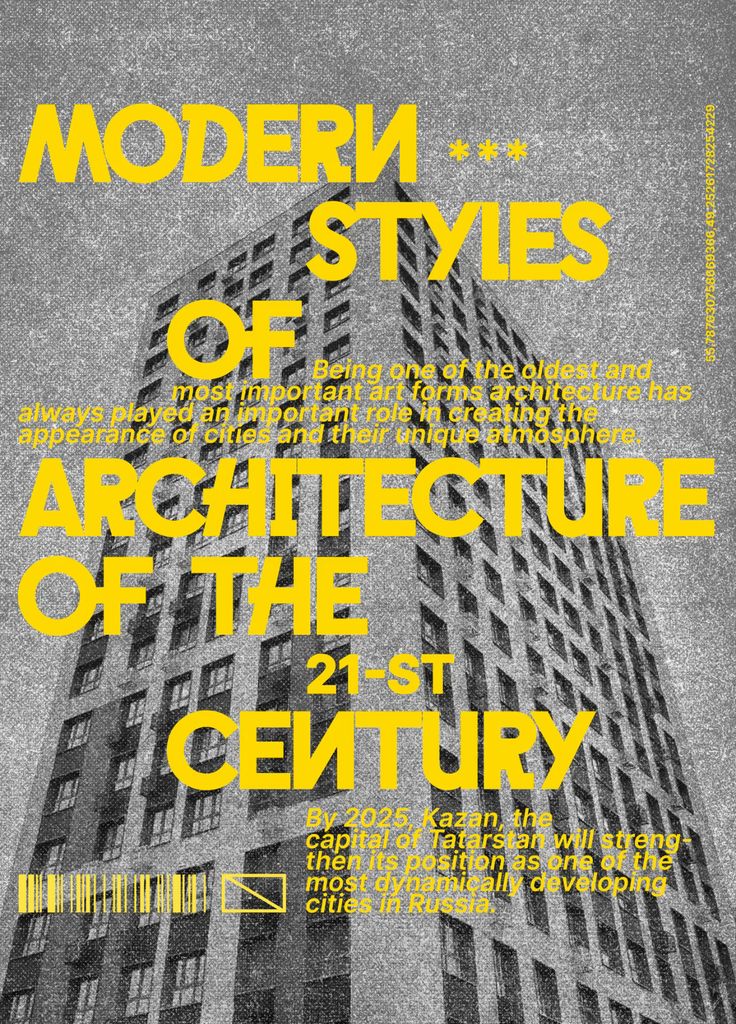 MODERN ***
STYLES
OF
Being one of the oldest and
most important art forms architecture has
always played an important role in creating the
appearance of cities and their unique atmosphere.
ARCHITECTURE
OF THE
21-ST
CENTURY
By 2025, Kazan, the
capital of Tatarstan will streng-
then its position as one of the
most dynamically developing
cities in Russia.